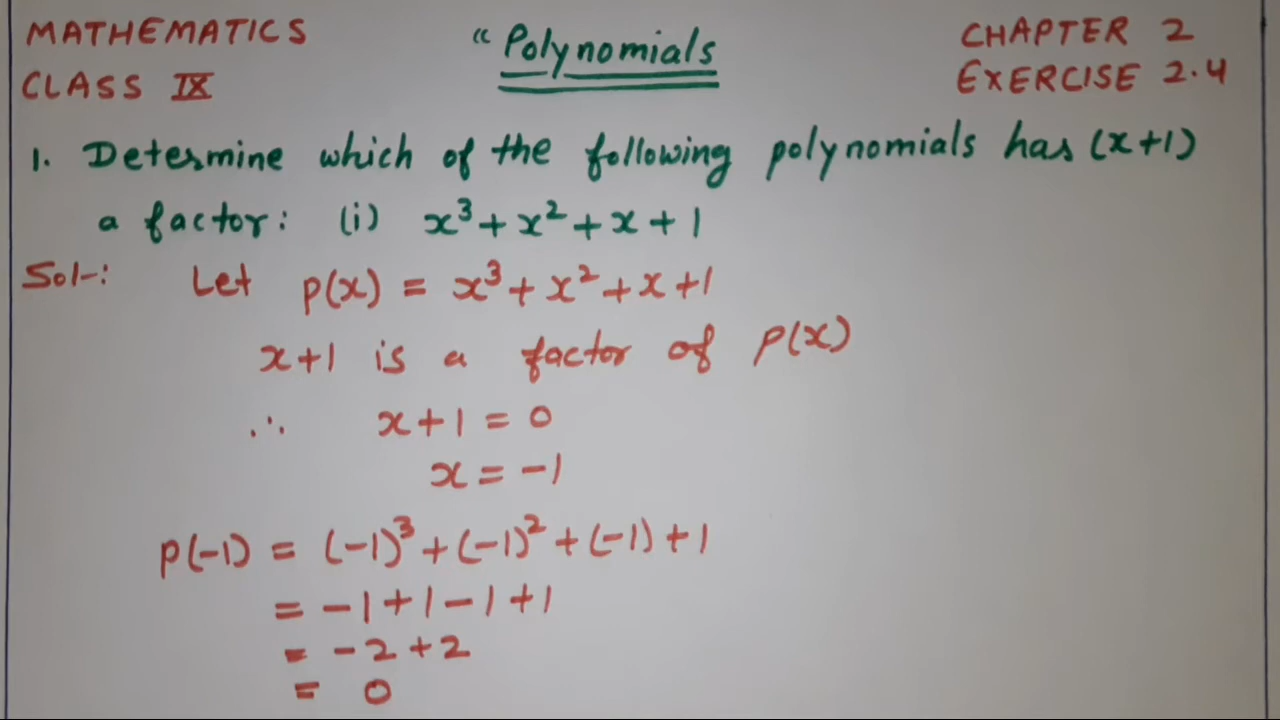 MATHEMATICS
CLASS IX
“ Polynomials
CHAPTER 2
EXERCISE 2.4
1. Determine which of the following polynomials has (x+1)
a factor: (i) x³+x²+x+1
Sol-: Let p(x) = x³+x²+x+1
x+1 is a factor of p(x)
∴ x+1=0
x=-1
p(-1) = (-1)³+(-1)²+(-1)+1
= -1+1-1+1
= -2+2
= 0